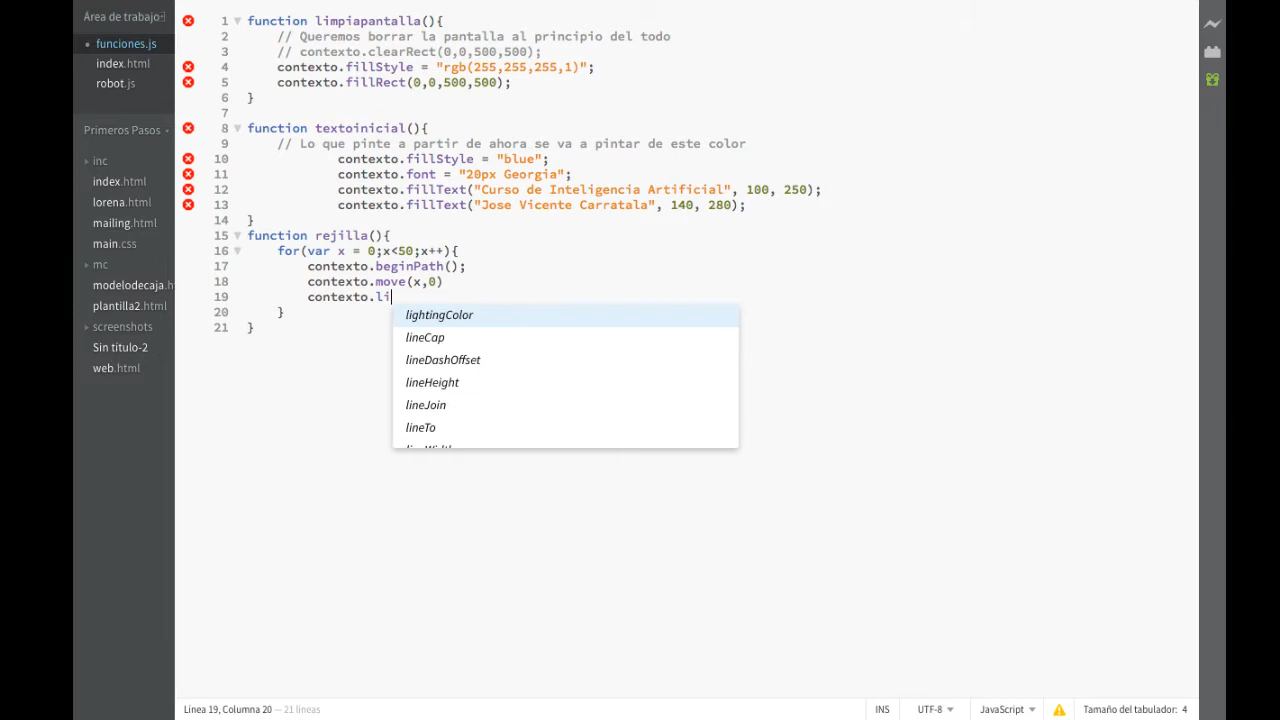 Área de trabajo
funciones.js
index.html
robot.js
Primeros Pasos
inc
index.html
lorena.html
mailing.html
main.css
mc
modelodecaja.h
plantilla2.html
screenshots
Sin título-2
web.html
1 function limpiapantalla(){
2 // Queremos borrar la pantalla al principio del todo
3 // contexto.clearRect(0,0,500,500);
4 contexto.fillStyle = "rgb(255,255,255,1)";
5 contexto.fillRect(0,0,500,500);
6 }
7
8 function textoinicial(){
9 // Lo que pinte a partir de ahora se va a pintar de este color
10 contexto.fillStyle = "blue";
11 contexto.font = "20px Georgia";
12 contexto.fillText("Curso de Inteligencia Artificial", 100, 250);
13 contexto.fillText("Jose Vicente Carratala", 140, 280);
14 }
15 function rejilla(){
16 for(var x = 0;x<50;x++){
17 contexto.beginPath();
18 contexto.move(x,0)
19 contexto.li
20 }
21 }
lightingColor
lineCap
lineDashOffset
lineHeight
lineJoin
lineTo
lineWidth
Línea 19, Columna 20 — 21 líneas
INS
UTF-8
JavaScript
Tamaño del tabulador: 4